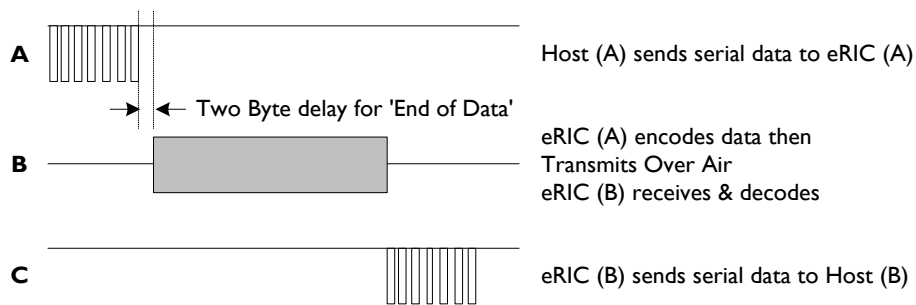 A
Host (A) sends serial data to eRIC (A)
Two Byte delay for 'End of Data'
B
eRIC (A) encodes data then
Transmits Over Air
eRIC (B) receives & decodes
C
eRIC (B) sends serial data to Host (B)